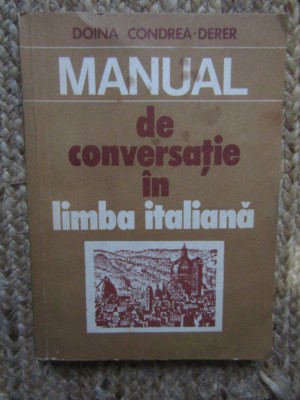 DOINA CONDREA-DERER
MANUAL
de
conversație
în
limba italiană